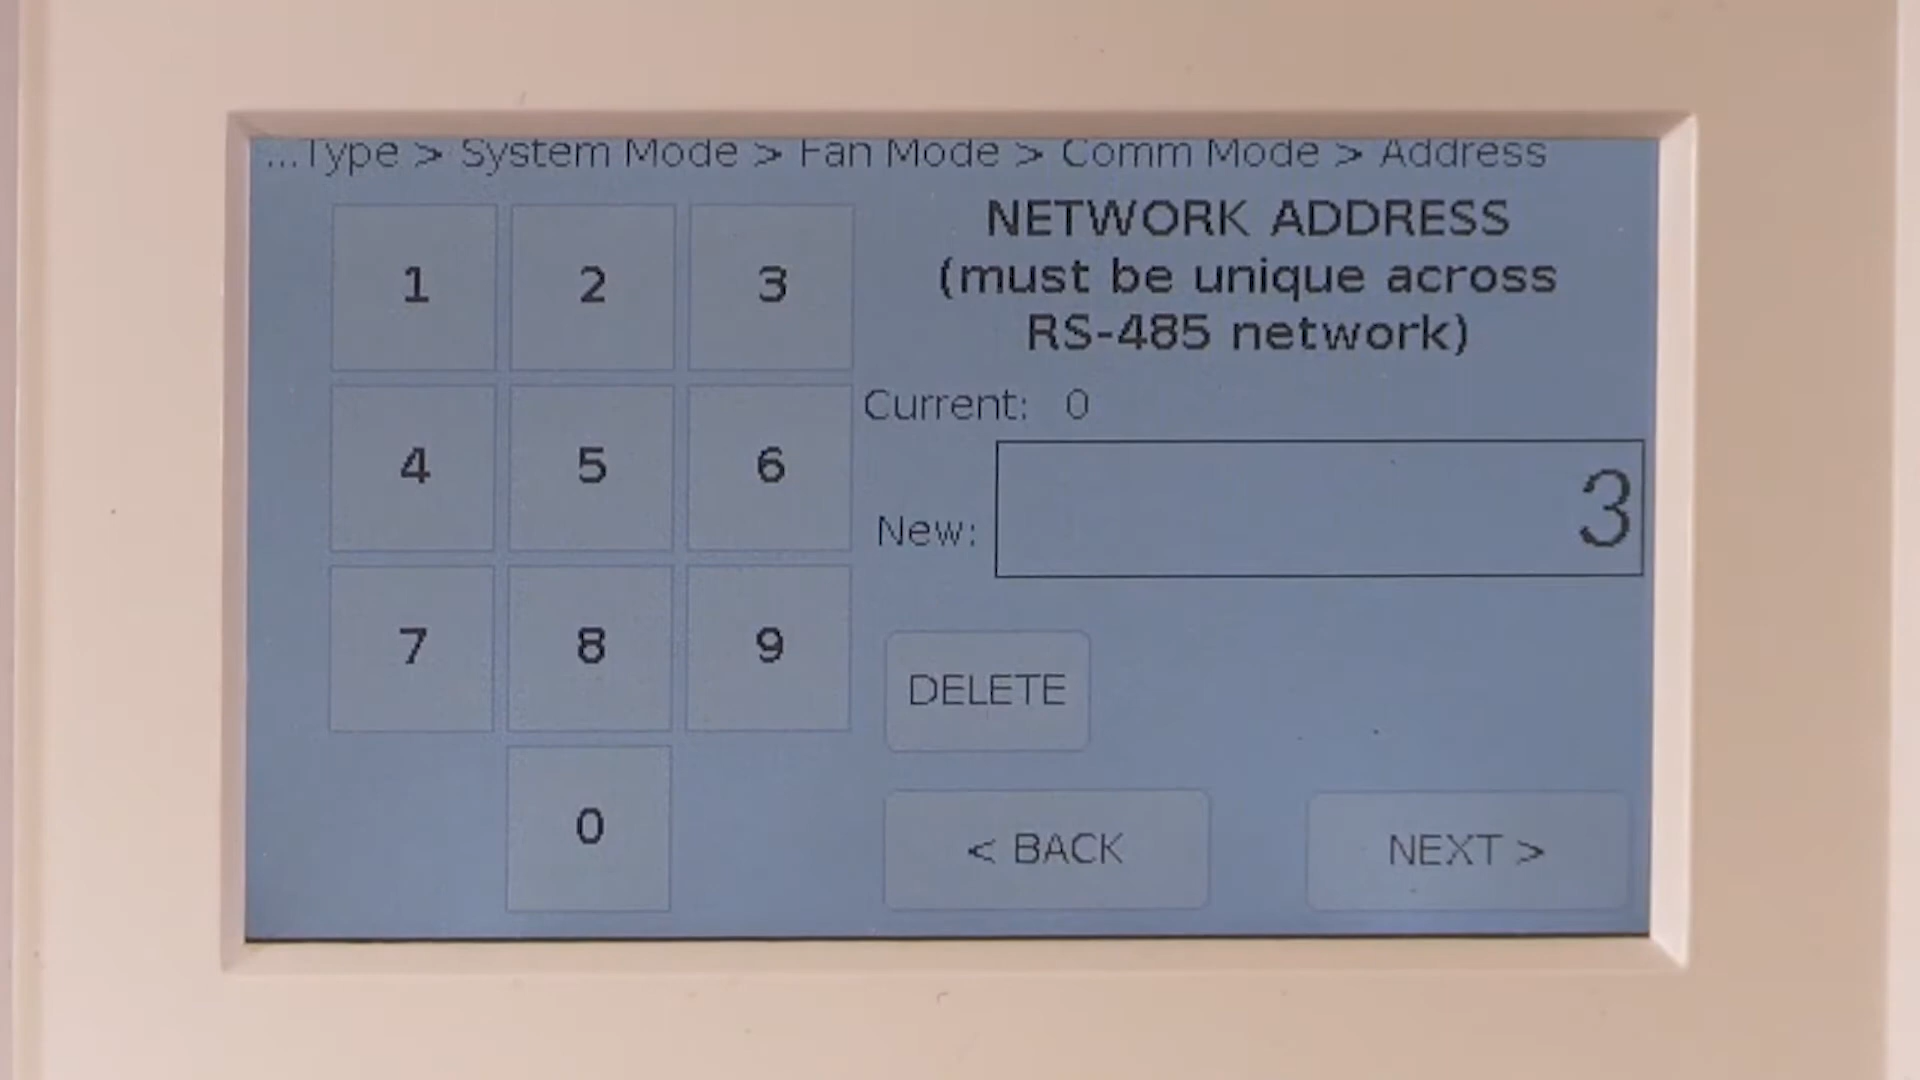 ...Type > System Mode > Fan Mode > Comm Mode > Address
NETWORK ADDRESS
(must be unique across
RS-485 network)
1 2 3
Current: 0
4 5 6
New: 3
7 8 9
DELETE
0
< BACK
NEXT >